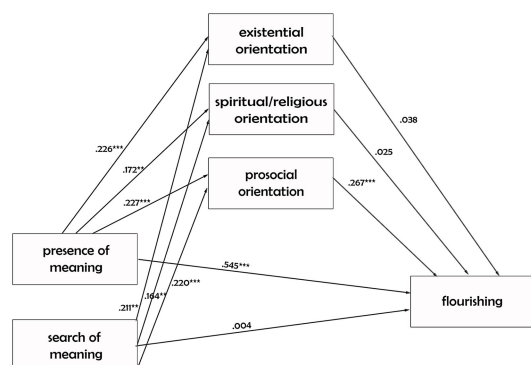 existential
orientation
spiritual/religious
orientation
.038
.226***
.172**
.025
prosocial
orientation
.267***
.227***
presence of
meaning
.545***
.211**
.164**
.220***
flourishing
search of
meaning
.004